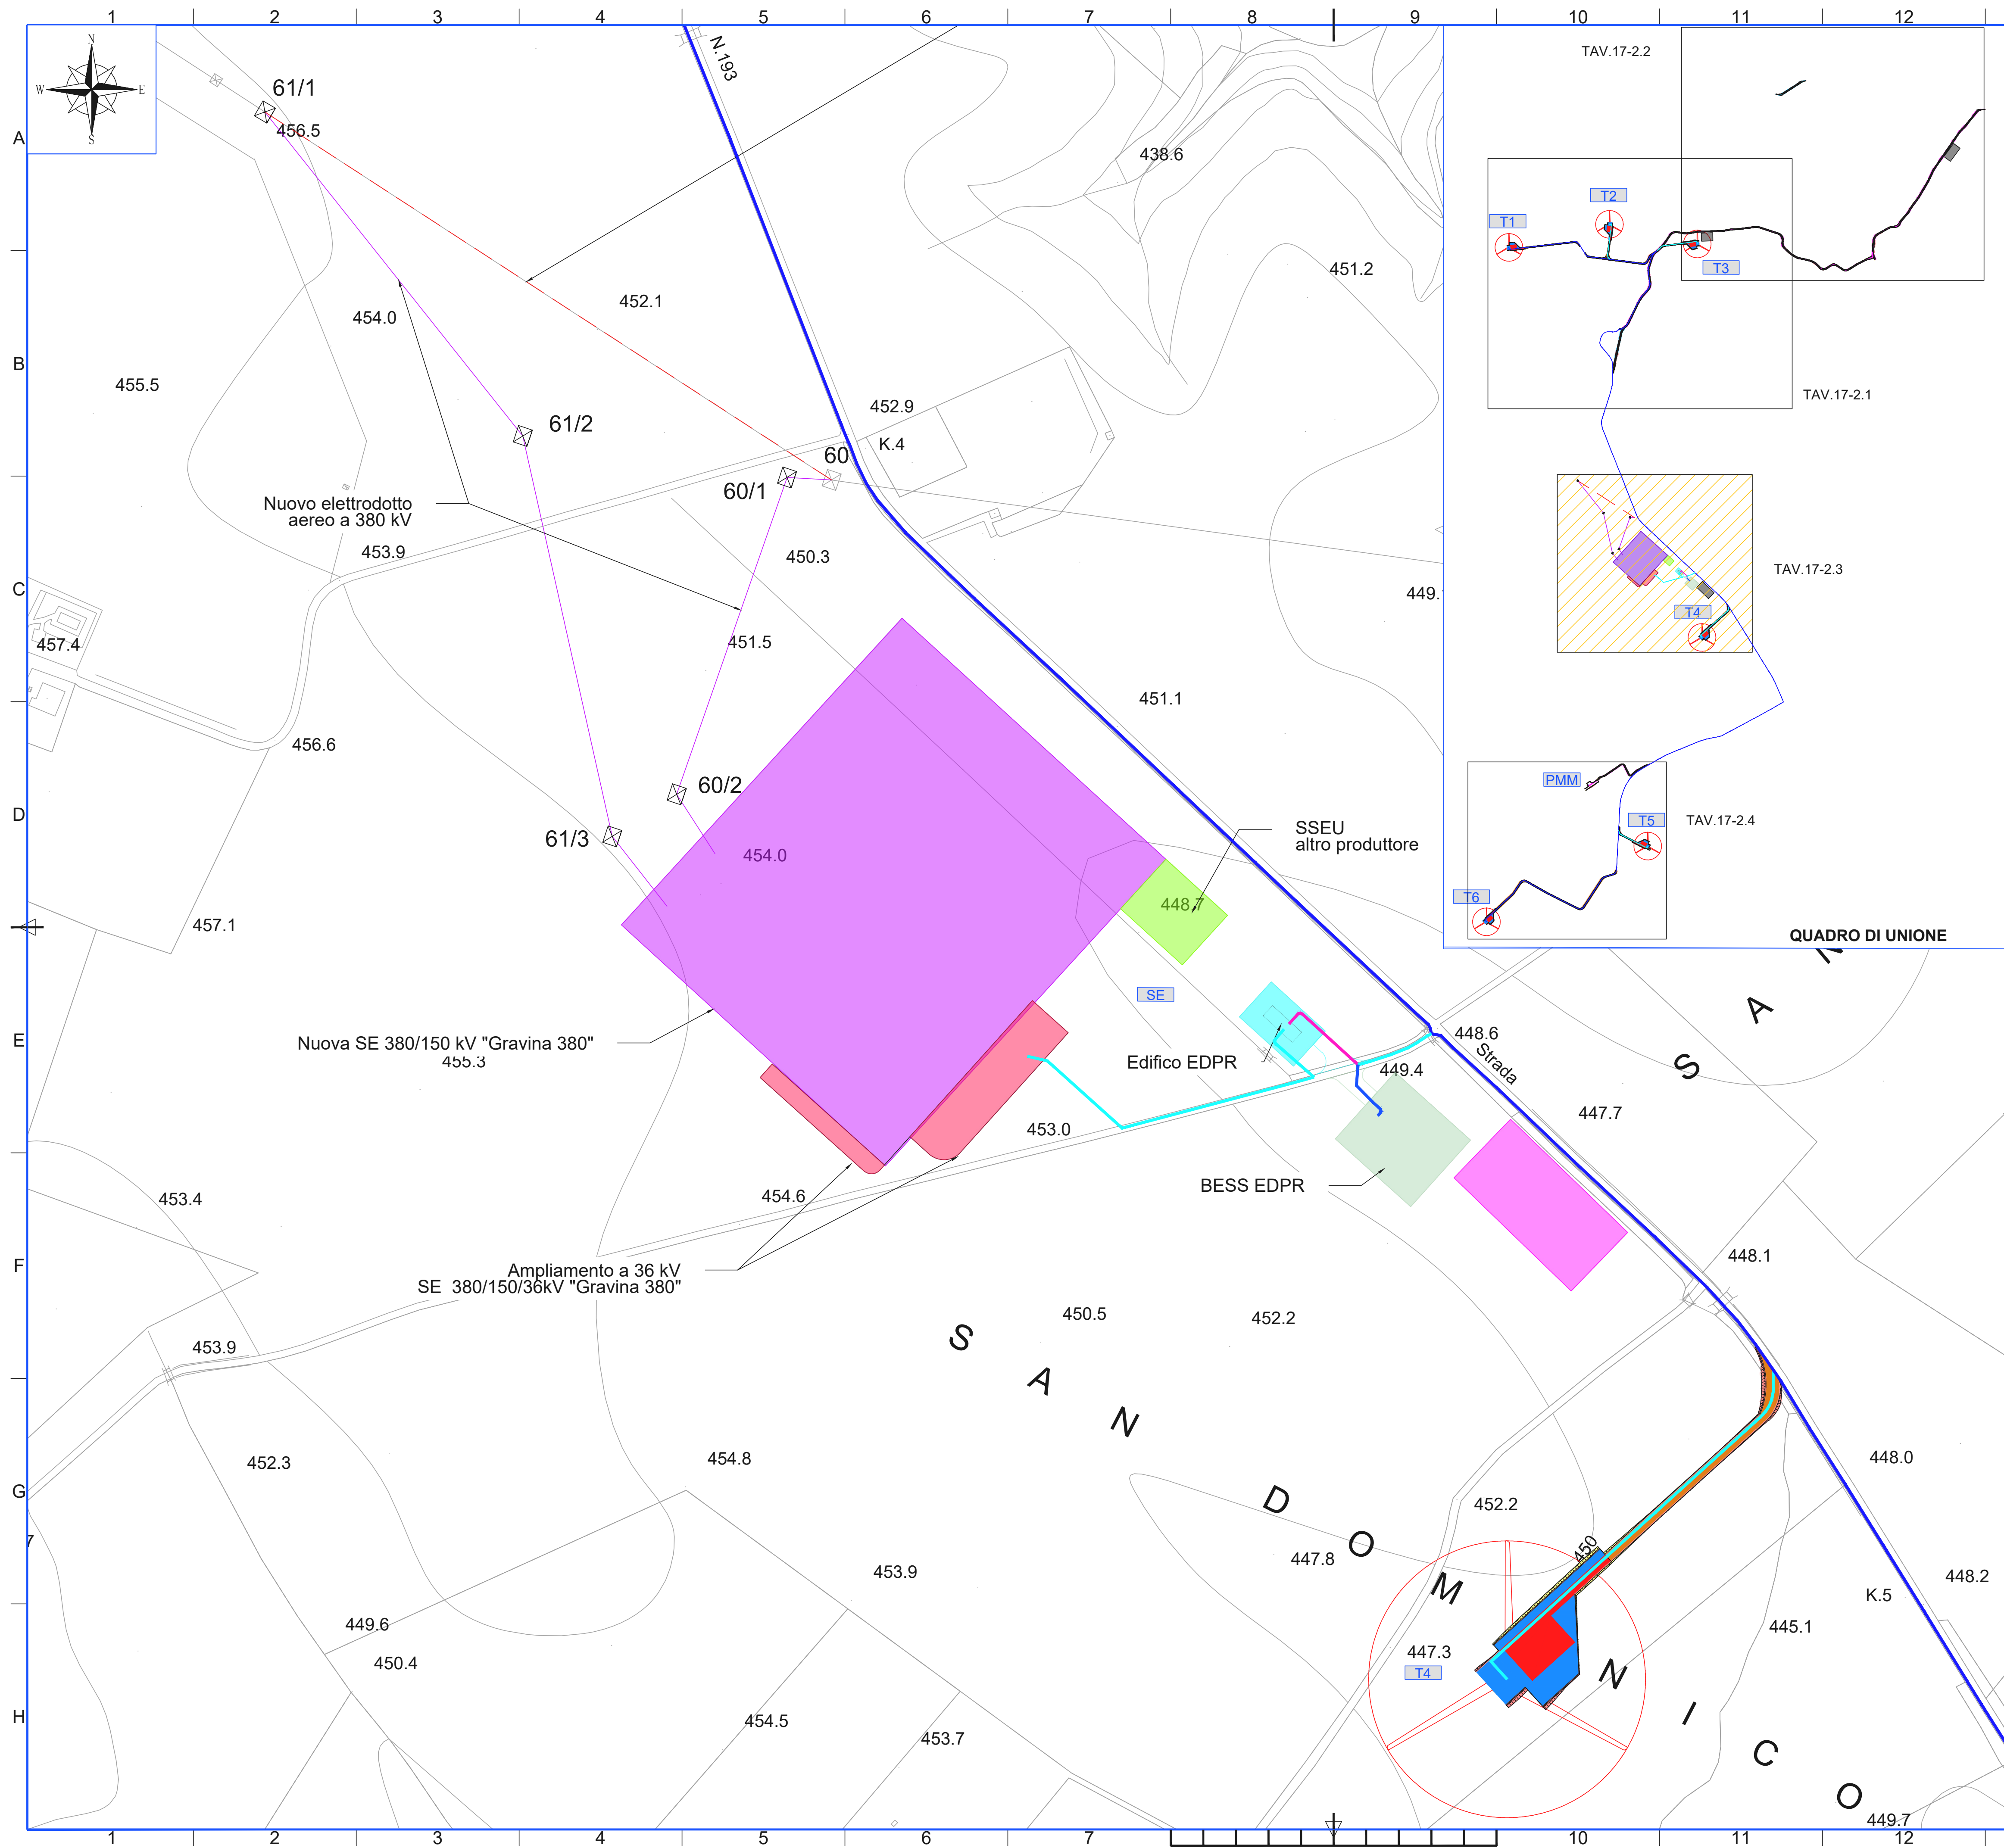 1 2 3 4 5 6 7 8 9 10 11 12
N
W E
S
A
B
C
D
E
F
G
H
61/1
456.5
N.193
438.6
451.2
452.1
454.0
455.5
61/2
452.9
K.4
60
60/1
Nuovo elettrodotto
aereo a 380 kV
453.9
450.3
449.
457.4
451.5
451.1
456.6
60/2
61/3
454.0
SSEU
altro produttore
448.7
457.1
SE
Nuova SE 380/150 kV "Gravina 380"
455.3
Edifico EDPR
448.6
Strada
449.4
447.7
453.0
BESS EDPR
453.4
454.6
448.1
Ampliamento a 36 kV
SE 380/150/36kV "Gravina 380"
450.5
452.2
453.9
S A N
D O M N I C O
S A N
452.3
454.8
448.0
452.2
7
450
447.8
453.9
448.2
K.5
449.6
445.1
450.4
447.3
T4
454.5
453.7
449.7
TAV.17-2.2
T1
T2
T3
TAV.17-2.1
TAV.17-2.3
T4
PMM
T5
TAV.17-2.4
T6
QUADRO DI UNIONE
1 2 3 4 5 6 7 10 11 12